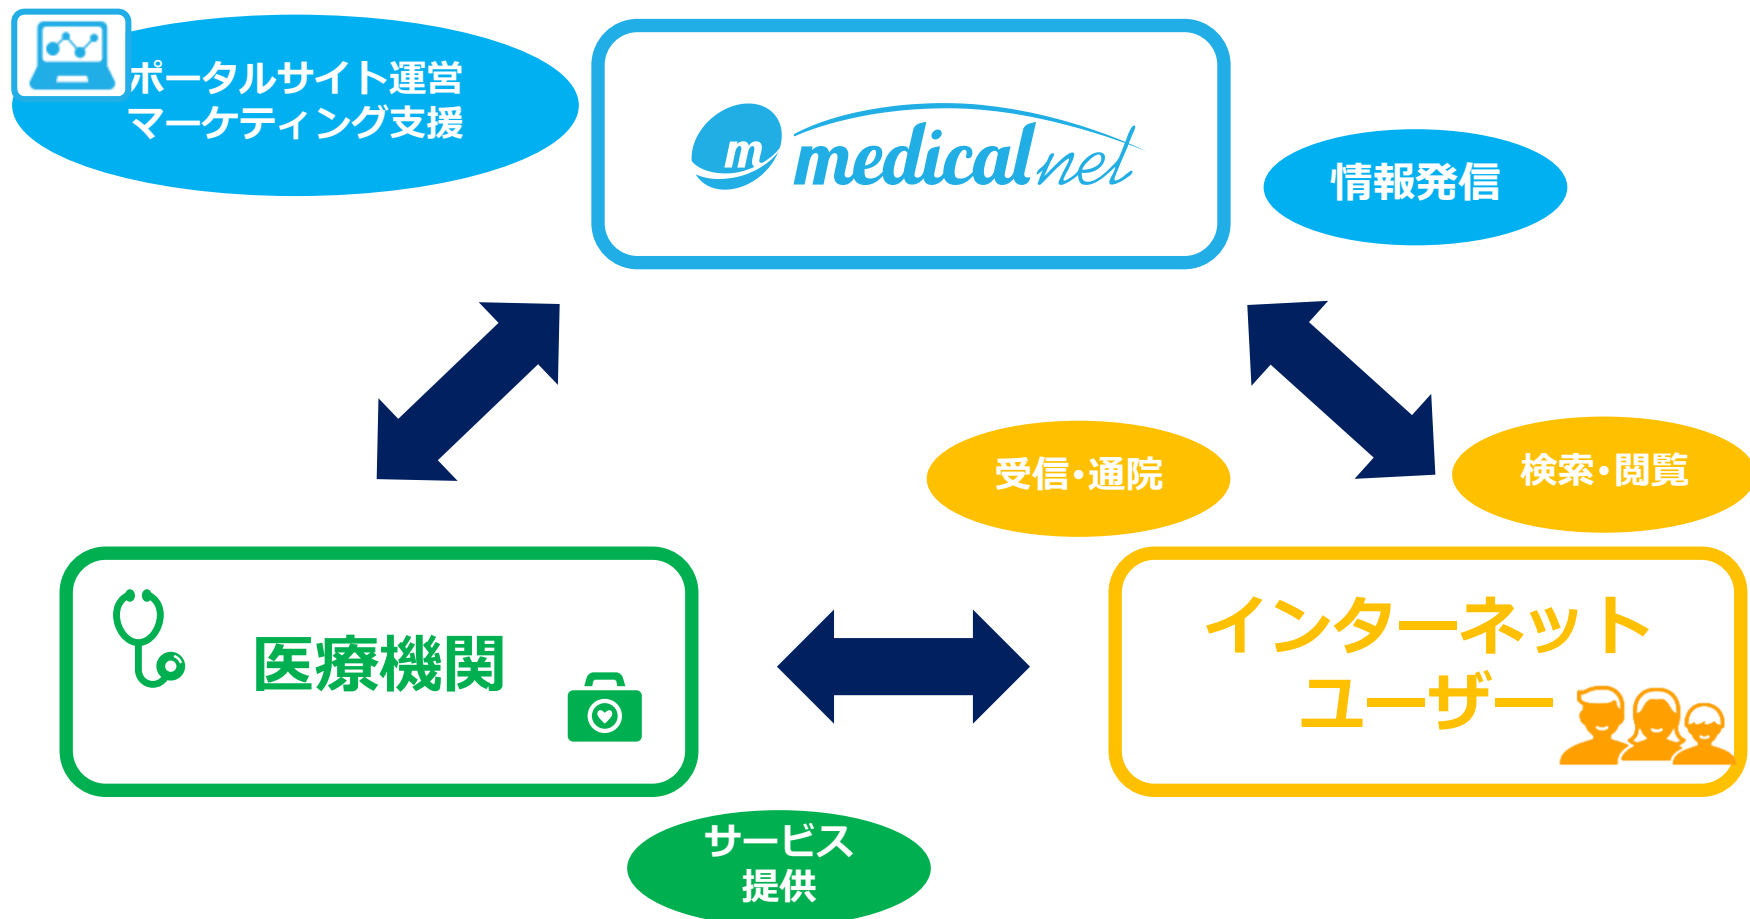 ポータルサイト運営
マーケティング支援
m medical net
情報発信
受信・通院
検索・閲覧
医療機関
インターネット
ユーザー
サービス
提供